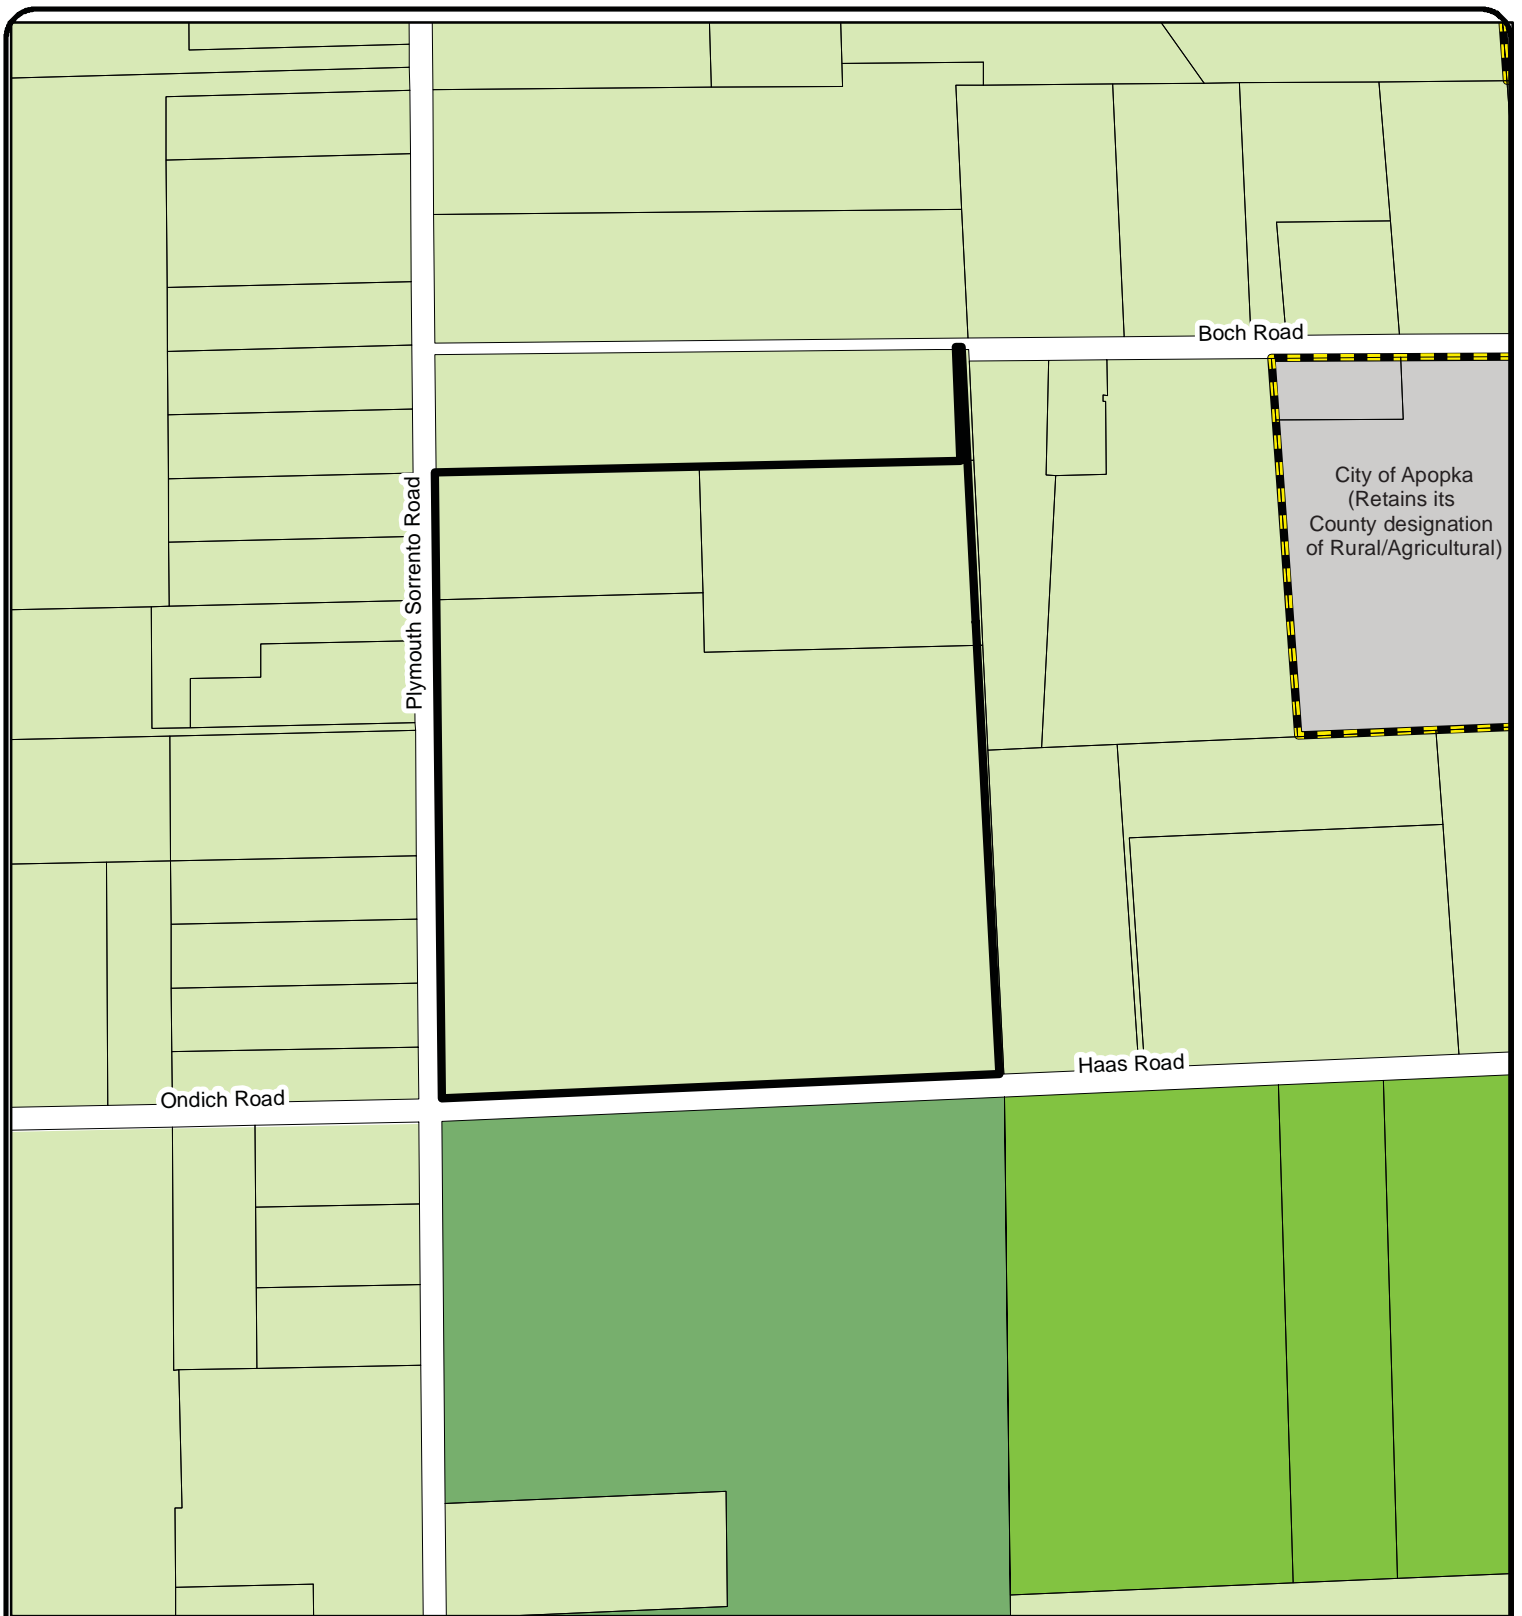 Boch Road
City of Apopka
(Retains its
County designation
of Rural/Agricultural)
Plymouth Sorrento Road
Haas Road
Ondich Road